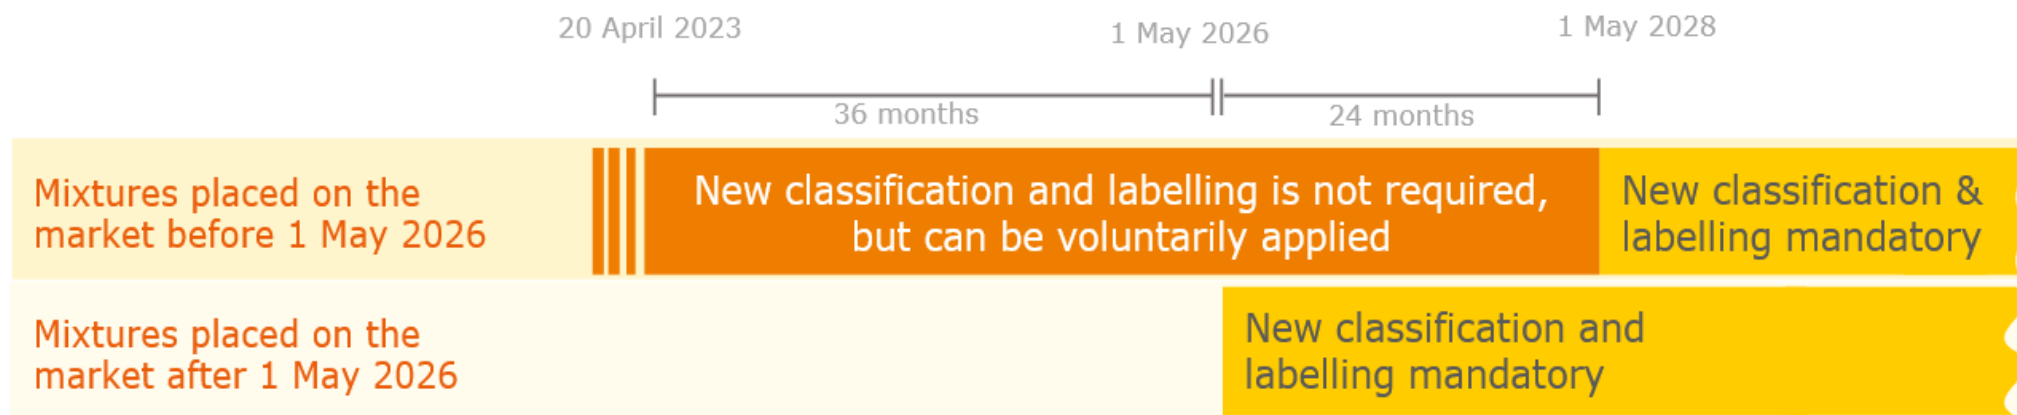 20 April 2023
1 May 2026
1 May 2028
36 months
24 months
Mixtures placed on the
market before 1 May 2026
New classification and labelling is not required,
but can be voluntarily applied
New classification &
labelling mandatory
Mixtures placed on the
market after 1 May 2026
New classification and
labelling mandatory